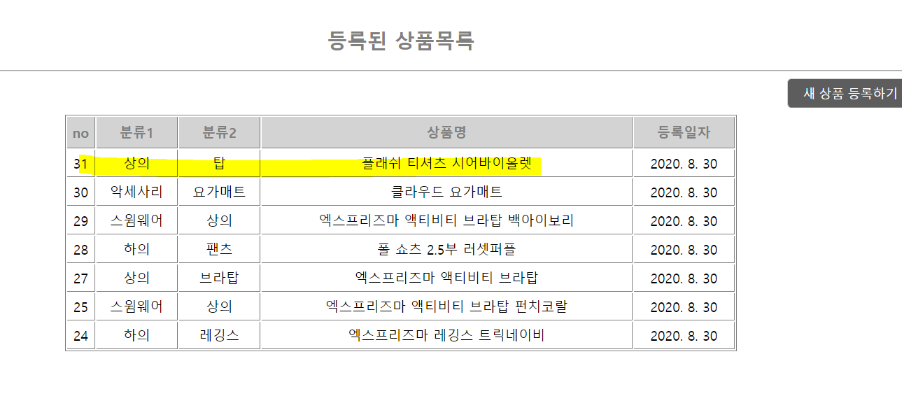 등록된 상품목록
새 상품 등록하기
no 분류1 분류2 상품명 등록일자
31 상의 탑 플래쉬 티셔츠 시어바이올렛 2020. 8. 30
30 악세사리 요가매트 클라우드 요가매트 2020. 8. 30
29 스윔웨어 상의 엑스프리즈마 액티비티 브라탑 백아이보리 2020. 8. 30
28 하의 팬츠 폴 쇼츠 2.5부 러셋퍼플 2020. 8. 30
27 상의 브라탑 엑스프리즈마 액티비티 브라탑 2020. 8. 30
25 스윔웨어 상의 엑스프리즈마 액티비티 브라탑 펀치코랄 2020. 8. 30
24 하의 레깅스 엑스프리즈마 레깅스 트릭네이비 2020. 8. 30